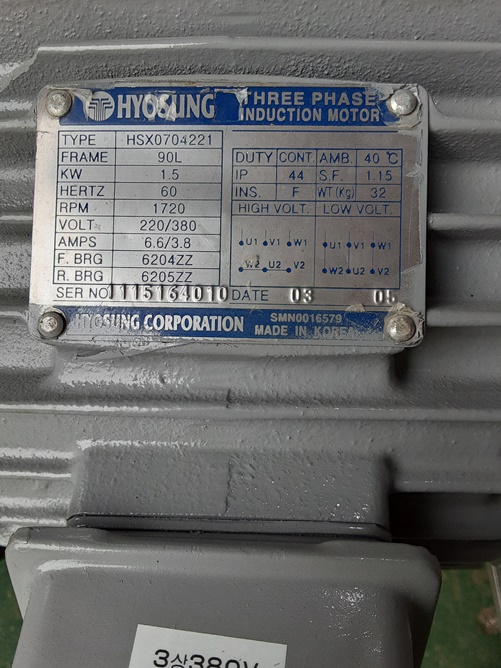 HYOSUNG THREE PHASE INDUCTION MOTOR
TYPE HSX0704221
FRAME 90L
KW 1.5
HERTZ 60
RPM 1720
VOLT 220/380
AMPS 6.6/3.8
F. BRG 6204ZZ
R. BRG 6205ZZ
DUTY CONT. AMB. 40 ℃
IP 44 S.F. 1.15
INS. F WT(Kg) 32
HIGH VOLT. LOW VOLT.
U1 V1 W1 U1 V1 W1
W2 U2 V2 W2 U2 V2
SER NO 1115164010 DATE 03 05
HYOSUNG CORPORATION SMN0016579
MADE IN KOREA
3상380V